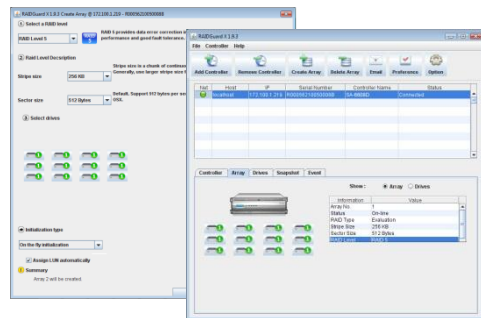 RAIDGuard X 1.9.3 Create Array @ 172.100.1.219 - R000592100500008
Select a RAID level
RAID Level 5
RAID 5 provides data error correction
performance and good fault tolerance.
Raid Level Description
Stripe size is a chunk of continuous
Generally, one larger stripe size
Stripe size
256 KB
Default. Support 512 bytes per
Sector size
512 Bytes
Select drives
Initialization type
On the fly initialization
Assign LUN automatically
Summary
Array 2 will be created.
RAIDGuard X 1.9.3
File Controller Help
Add Controller Remove Controller Create Array Delete Array Email Preference Option
Host IP Serial Number Controller Name Status
localhost 172.100.1.219 Connected
Controller Array Drives Snapshot Event
Show : Array Drives
Information Value
Array No. 1
Status On-line
RAID Type Evaluation
Stripe Size 256 KB
Sector Size 512 Bytes
RAID Level RAID 5